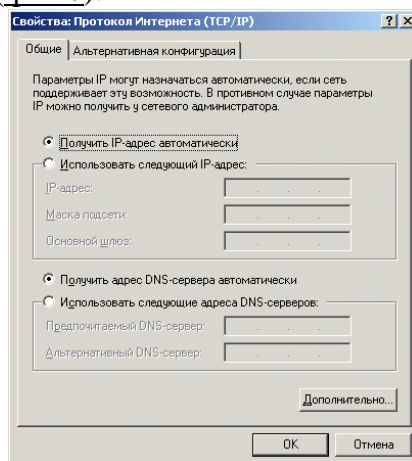 Свойства: Протокол Интернета (TCP/IP)
Общие
Альтернативная конфигурация
Параметры IP могут назначаться автоматически, если сеть
поддерживает эту возможность. В противном случае параметры
IP можно получить у сетевого администратора.
Получить IP-адрес автоматически
Использовать следующий IP-адрес:
IP-адрес:
Маска подсети:
Основной шлюз:
Получить адрес DNS-сервера автоматически
Использовать следующие адреса DNS-серверов:
Предпочитаемый DNS-сервер:
Альтернативный DNS-сервер:
Дополнительно...
OK
Отмена